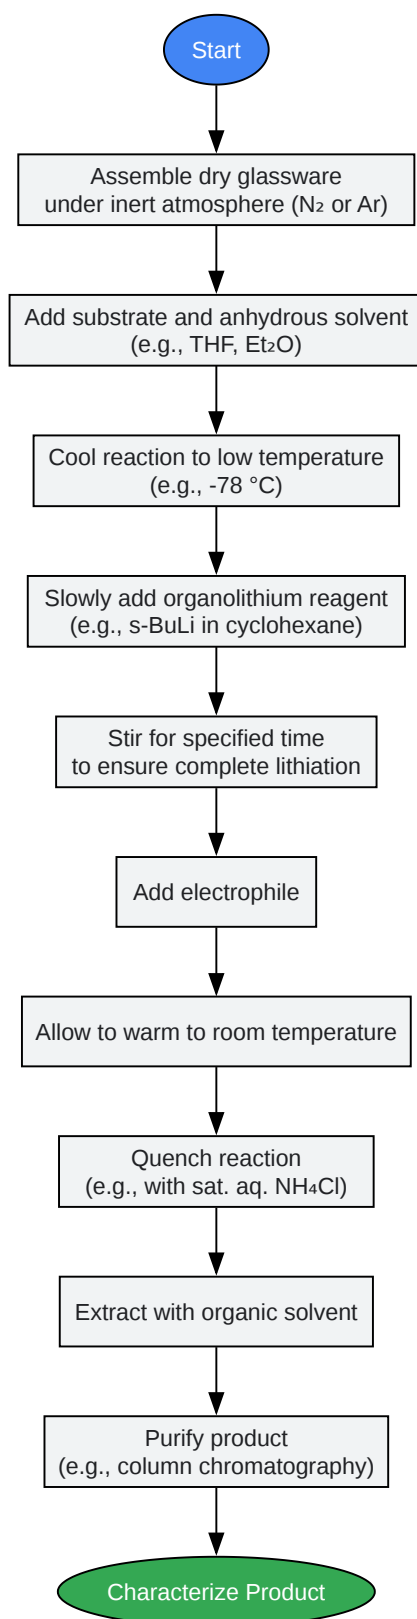 Start
Assemble dry glassware
under inert atmosphere (N₂ or Ar)
Add substrate and anhydrous solvent
(e.g., THF, Et₂O)
Cool reaction to low temperature
(e.g., -78 °C)
Slowly add organolithium reagent
(e.g., s-BuLi in cyclohexane)
Stir for specified time
to ensure complete lithiation
Add electrophile
Allow to warm to room temperature
Quench reaction
(e.g., with sat. aq. NH₄Cl)
Extract with organic solvent
Purify product
(e.g., column chromatography)
Characterize Product